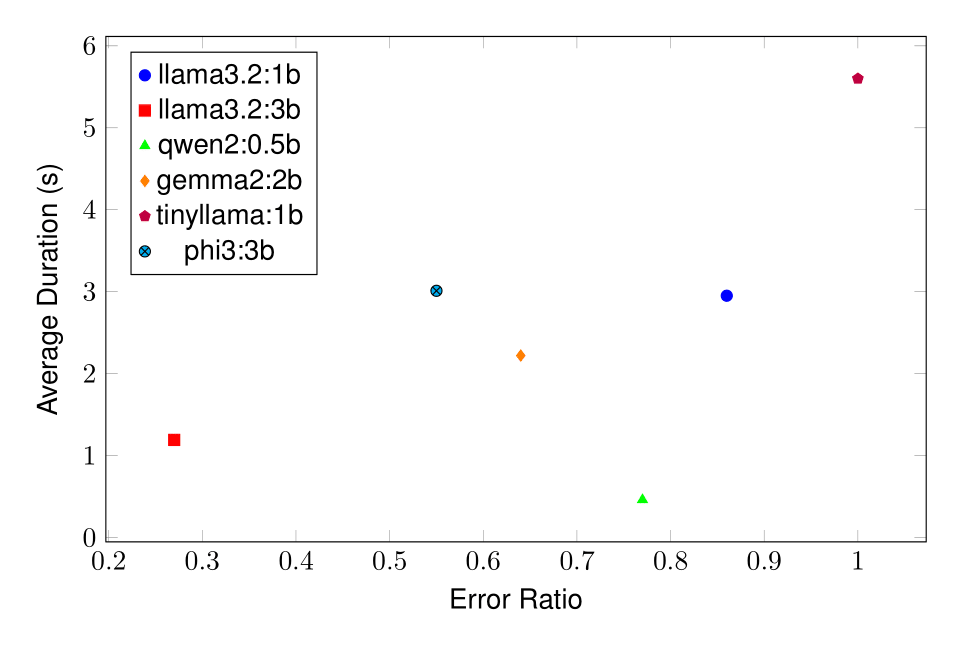 6
5
4
3
2
1
0
Average Duration (s)
llama3.2:1b
llama3.2:3b
qwen2:0.5b
gemma2:2b
tinyllama:1b
phi3:3b
0.2 0.3 0.4 0.5 0.6 0.7 0.8 0.9 1
Error Ratio